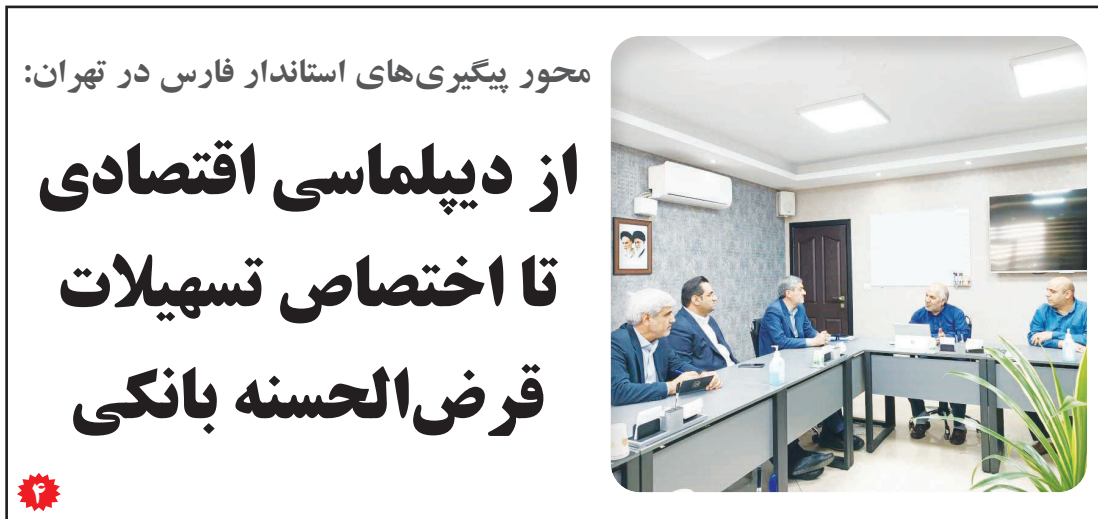 محور پیگیری‌های استاندار فارس در تهران:
از دیپلماسی اقتصادی
تا اختصاص تسهیلات
قرض‌الحسنه بانکی
۴